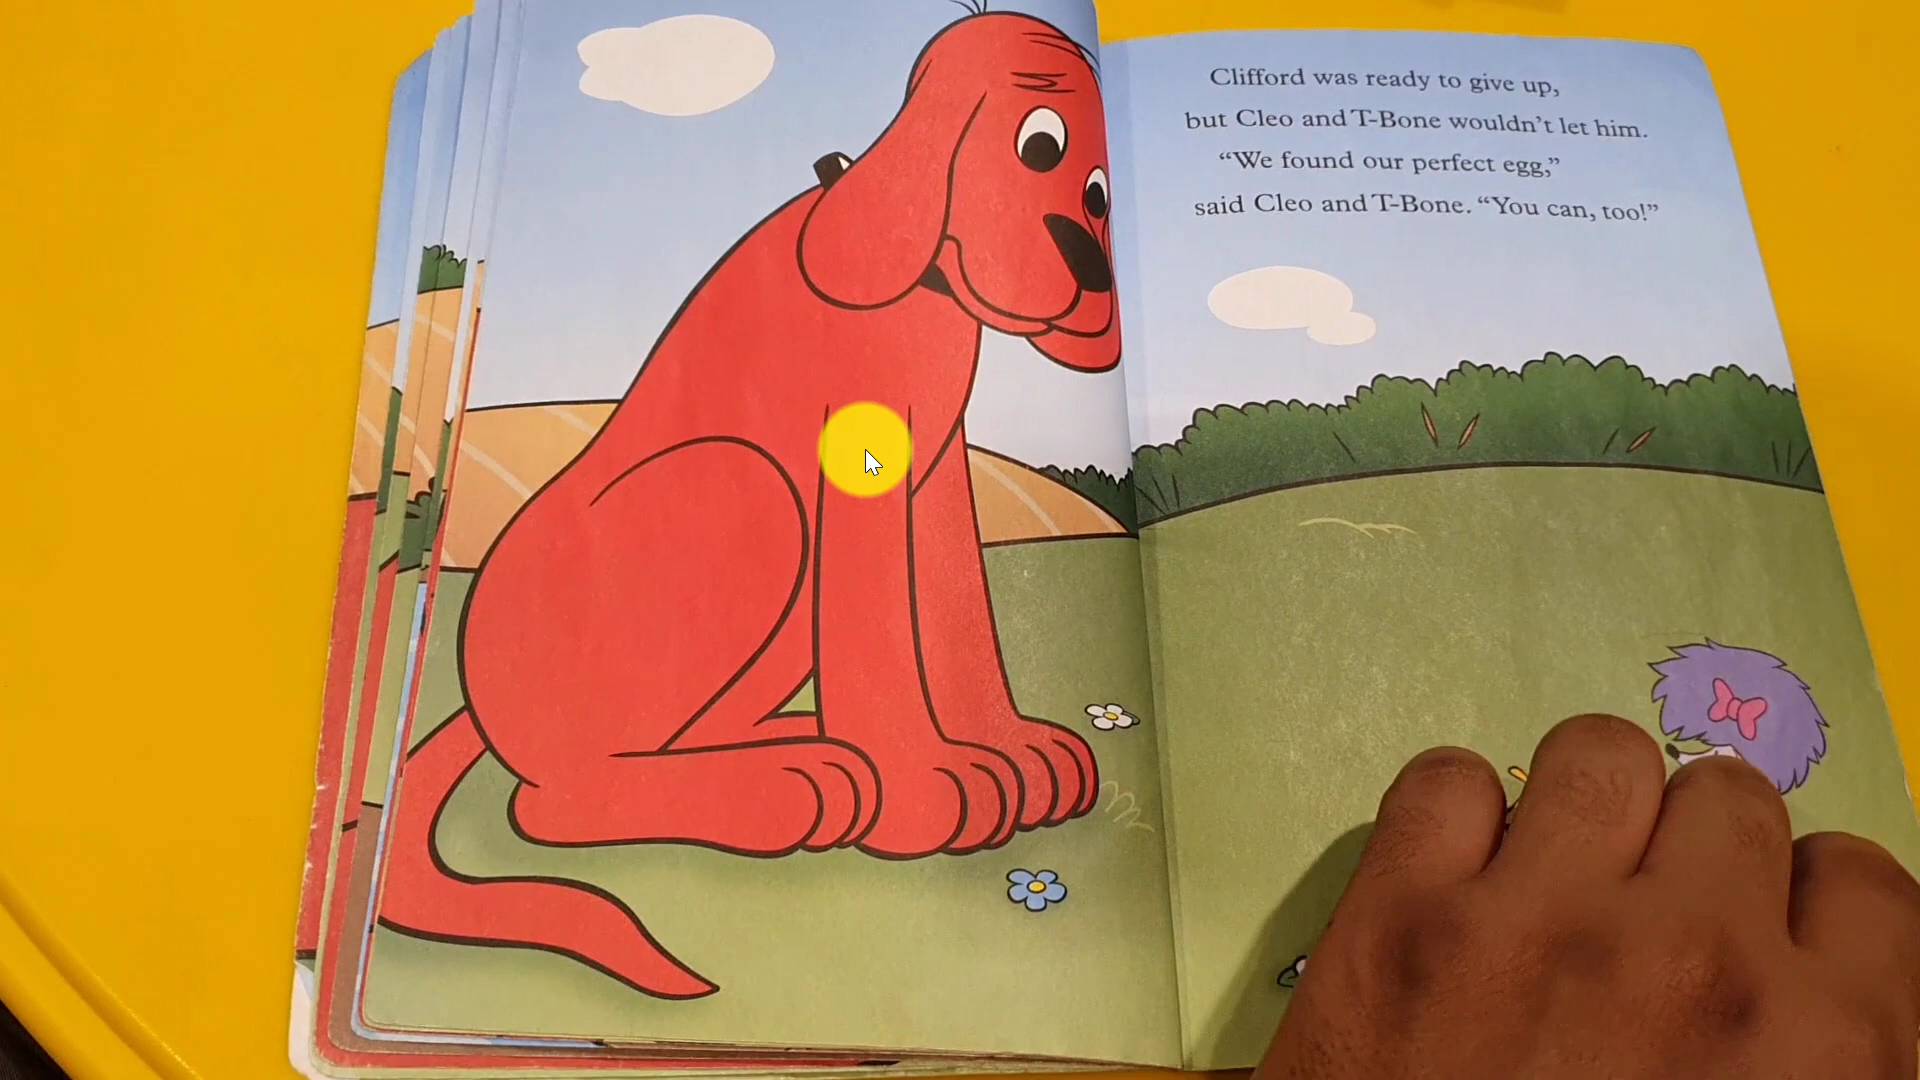 Clifford was ready to give up,
but Cleo and T-Bone wouldn't let him.
“We found our perfect egg,”
said Cleo and T-Bone. “You can, too!”